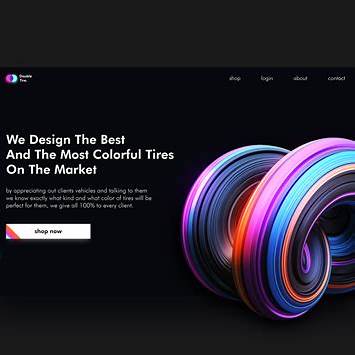 Double
Tire
shop login about contact
We Design The Best
And The Most Colorful Tires
On The Market
by appreciating out clients vehicles and talking to them
we know exactly what kind and what color of tires will be
perfect for them, we give all 100% to every client.
shop now